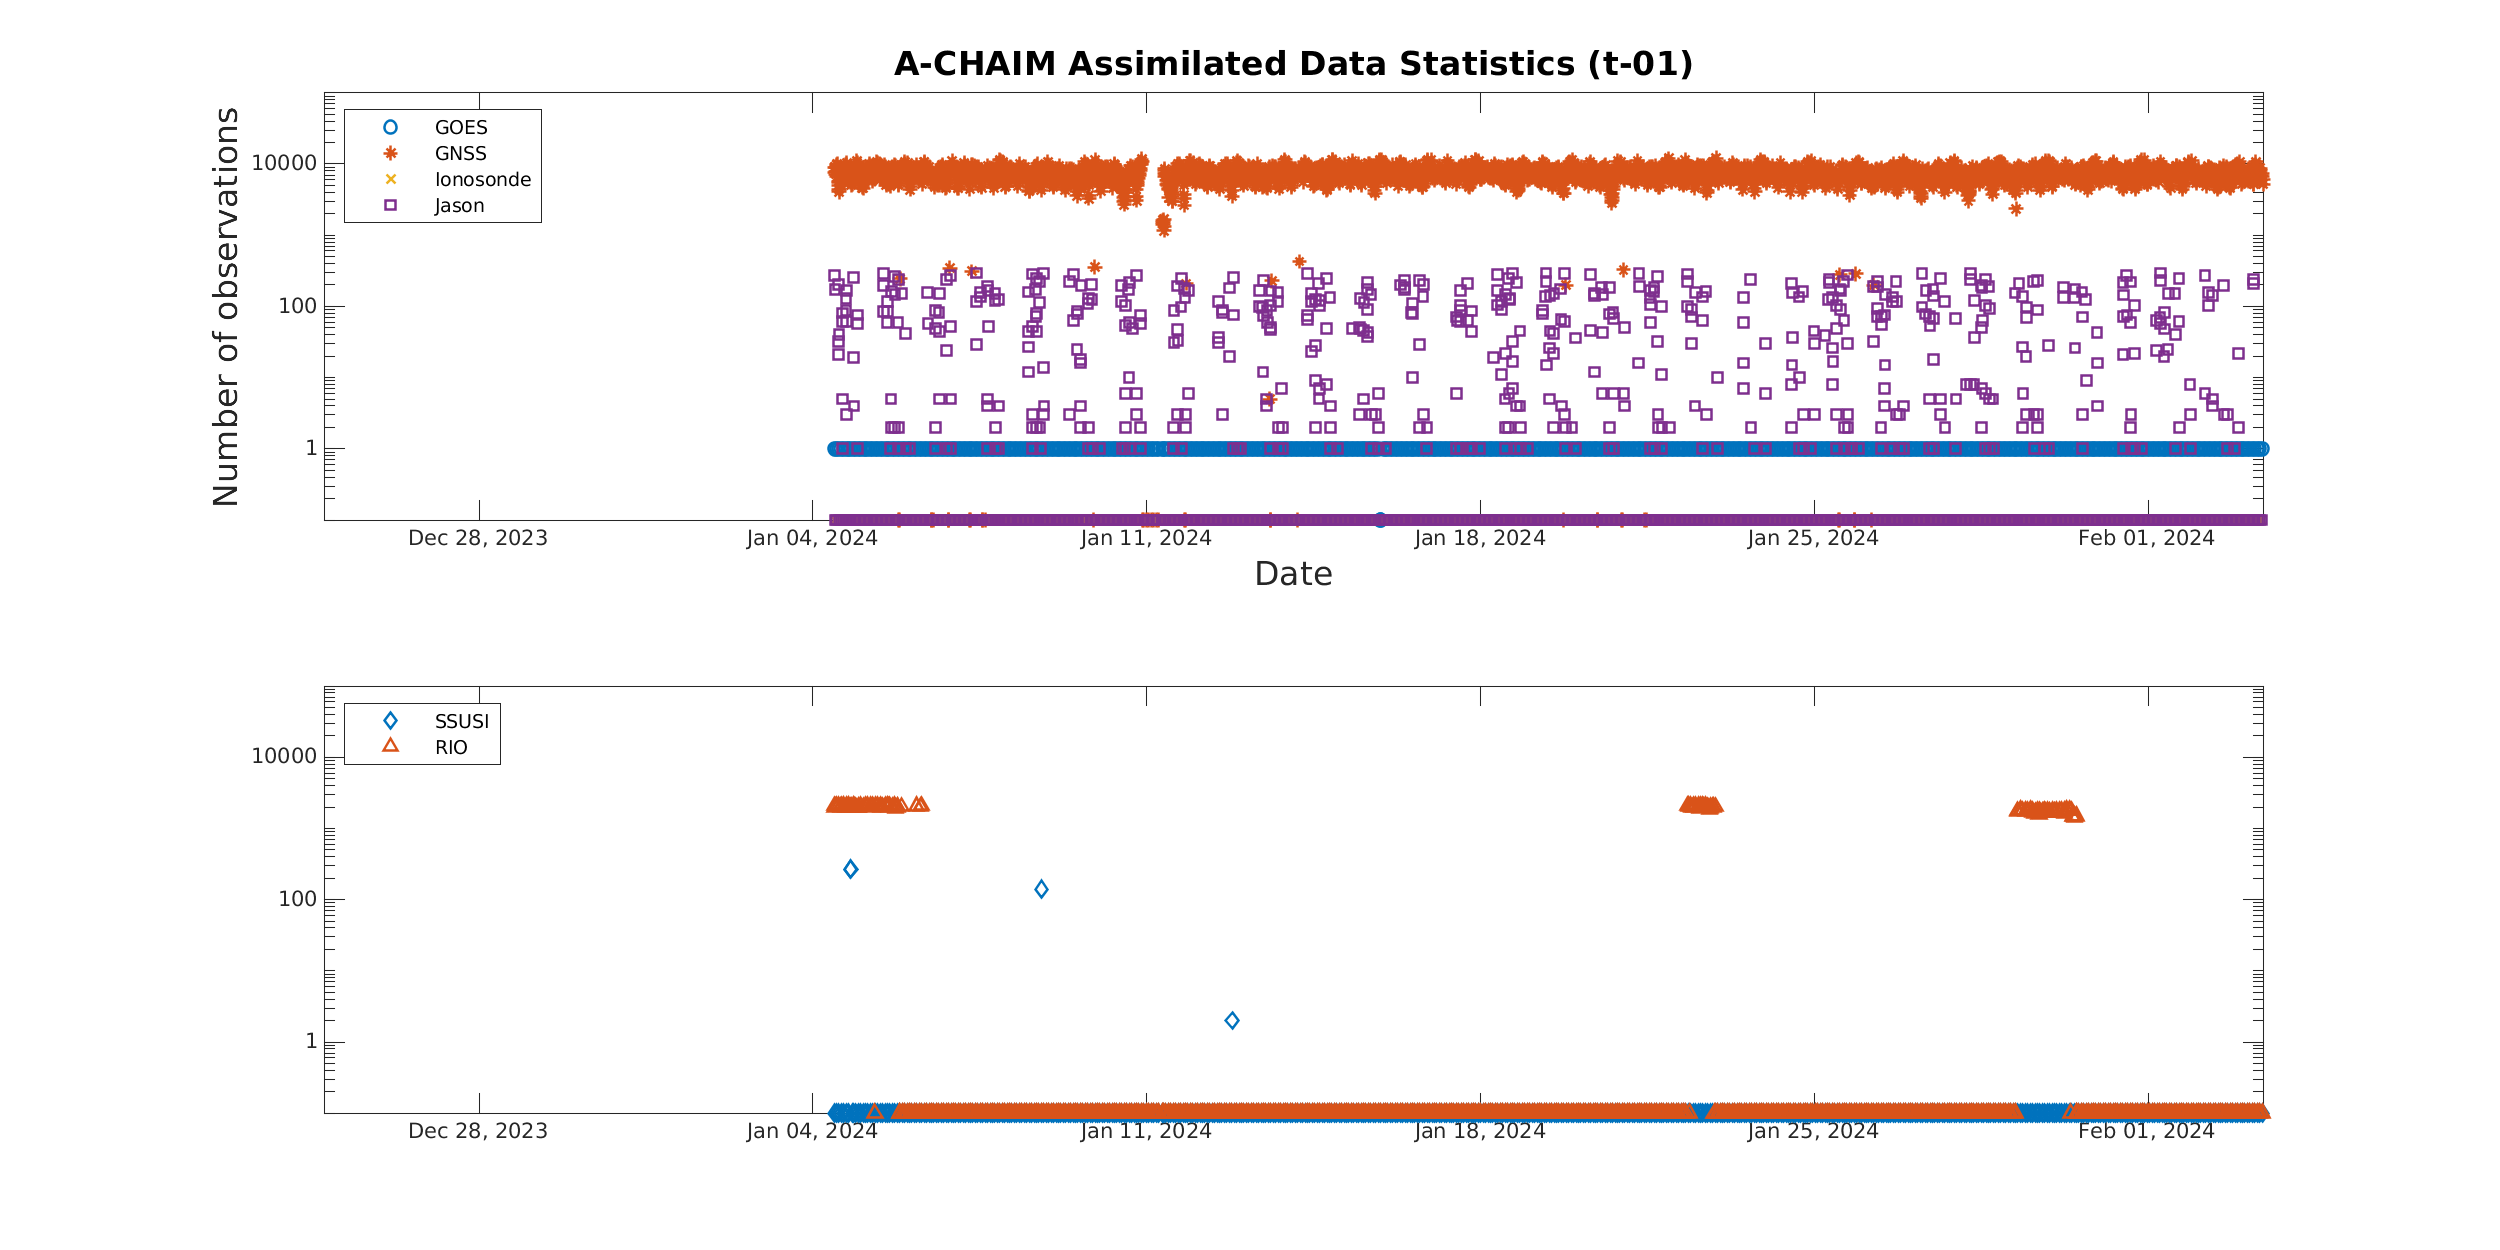 A-CHAIM Assimilated Data Statistics (t-01)
Number of observations
10000
100
1
GOES
GNSS
Ionosonde
Jason
Dec 28, 2023
Jan 04, 2024
Jan 11, 2024
Jan 18, 2024
Jan 25, 2024
Feb 01, 2024
Date
10000
100
1
SSUSI
RIO
Dec 28, 2023
Jan 04, 2024
Jan 11, 2024
Jan 18, 2024
Jan 25, 2024
Feb 01, 2024